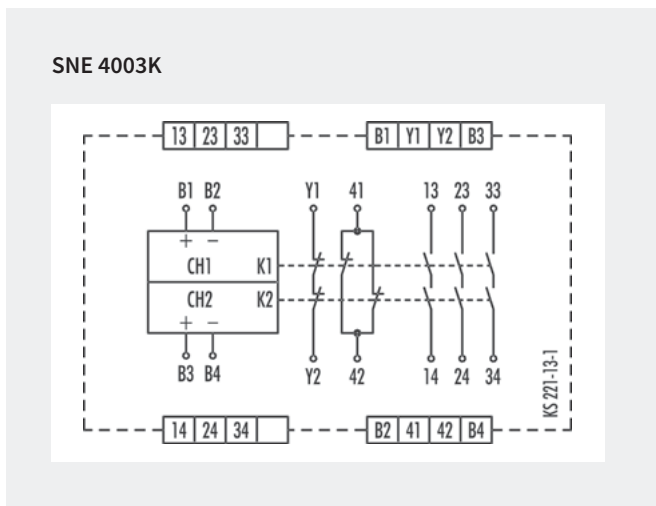 SNE 4003K
13 23 33 B1 Y1 Y2 B3
B1 B2 Y1 41 13 23 33
+ −
CH1 K1
CH2 K2
+ −
B3 B4 Y2 42 14 24 34
KS 221-13-1
14 24 34 B2 41 42 B4